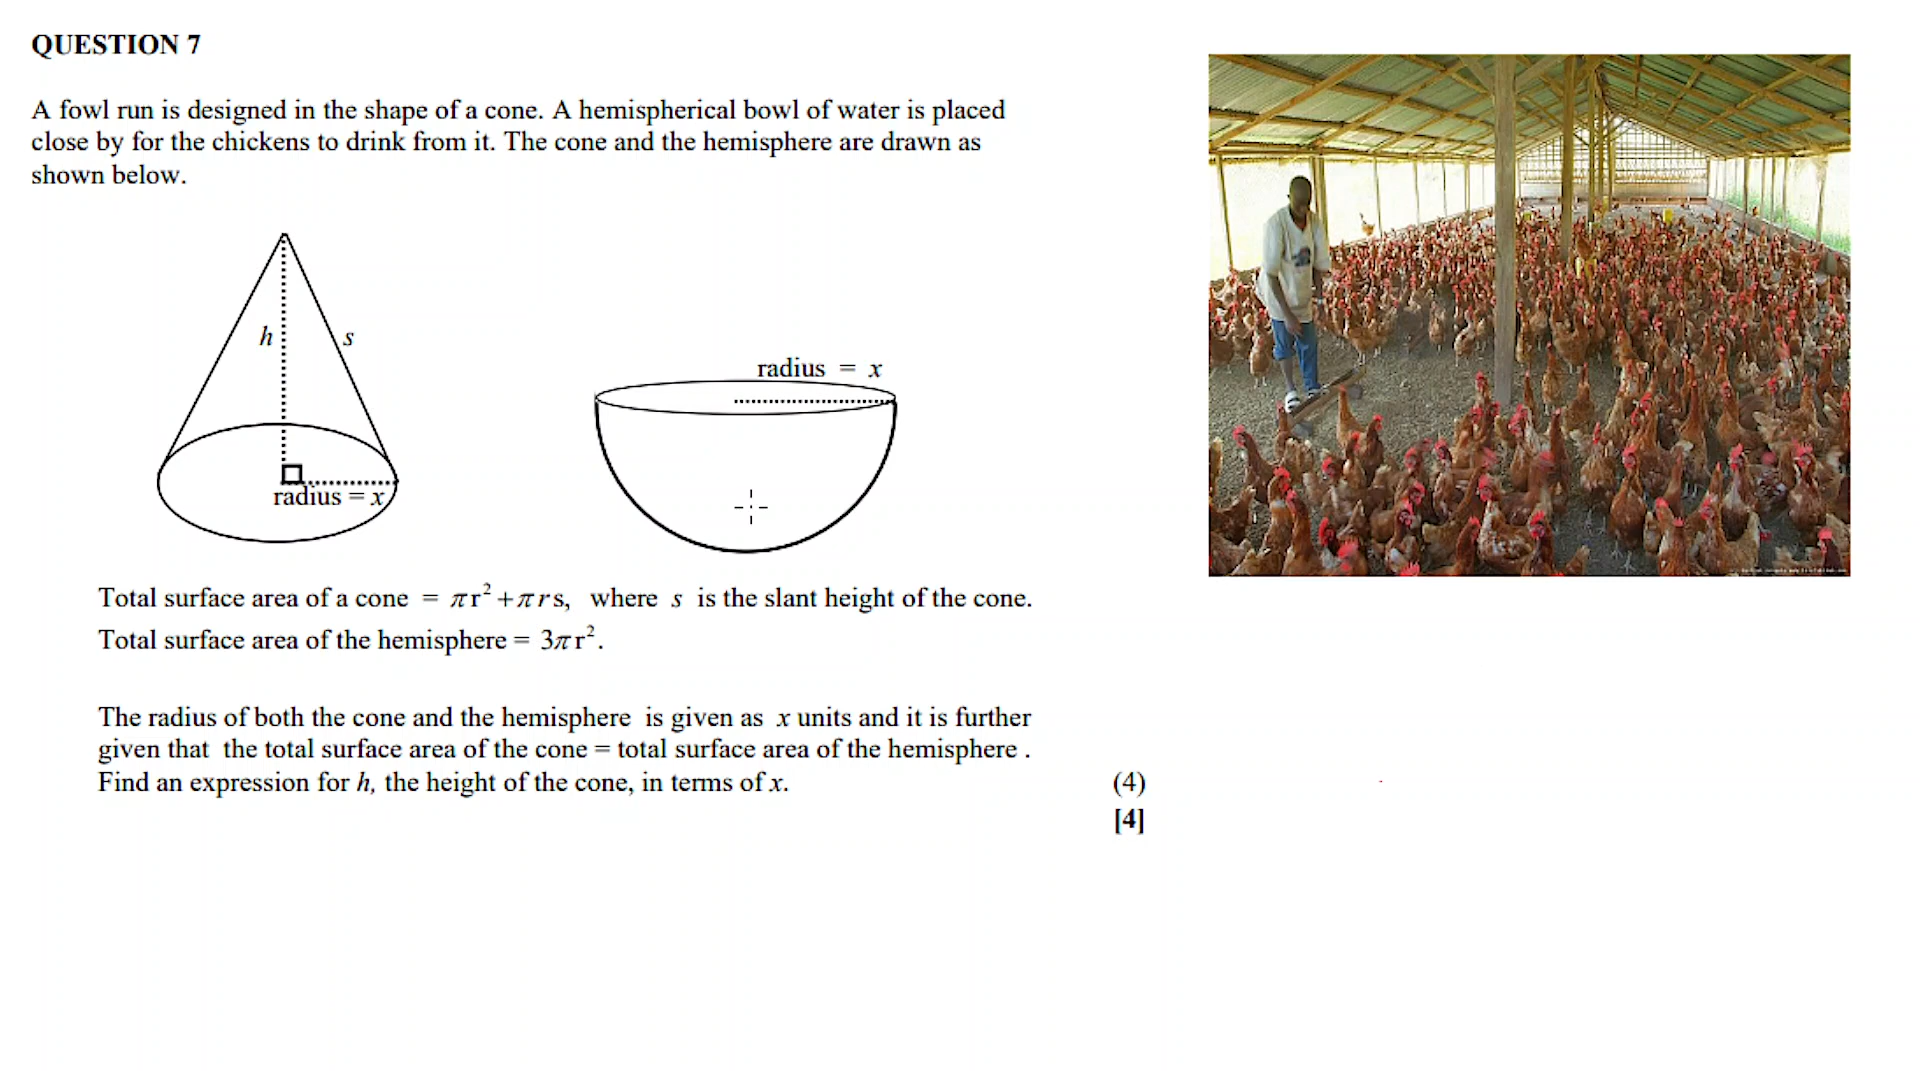 QUESTION 7
A fowl run is designed in the shape of a cone. A hemispherical bowl of water is placed
close by for the chickens to drink from it. The cone and the hemisphere are drawn as
shown below.
h
s
radius = x
radius = x
Total surface area of a cone = πr²+πrs, where s is the slant height of the cone.
Total surface area of the hemisphere = 3πr².
The radius of both the cone and the hemisphere is given as x units and it is further
given that the total surface area of the cone = total surface area of the hemisphere .
Find an expression for h, the height of the cone, in terms of x.
(4)
[4]